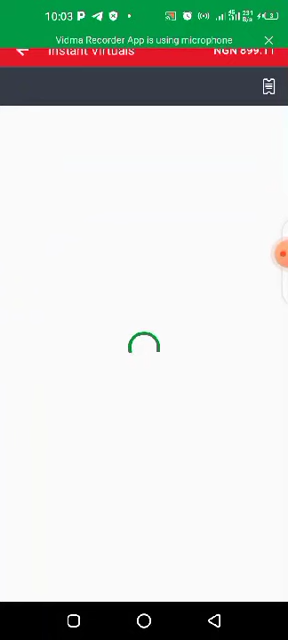 10:03 P
Vidma Recorder App is using microphone
Instant Virtuals NGN 899.11